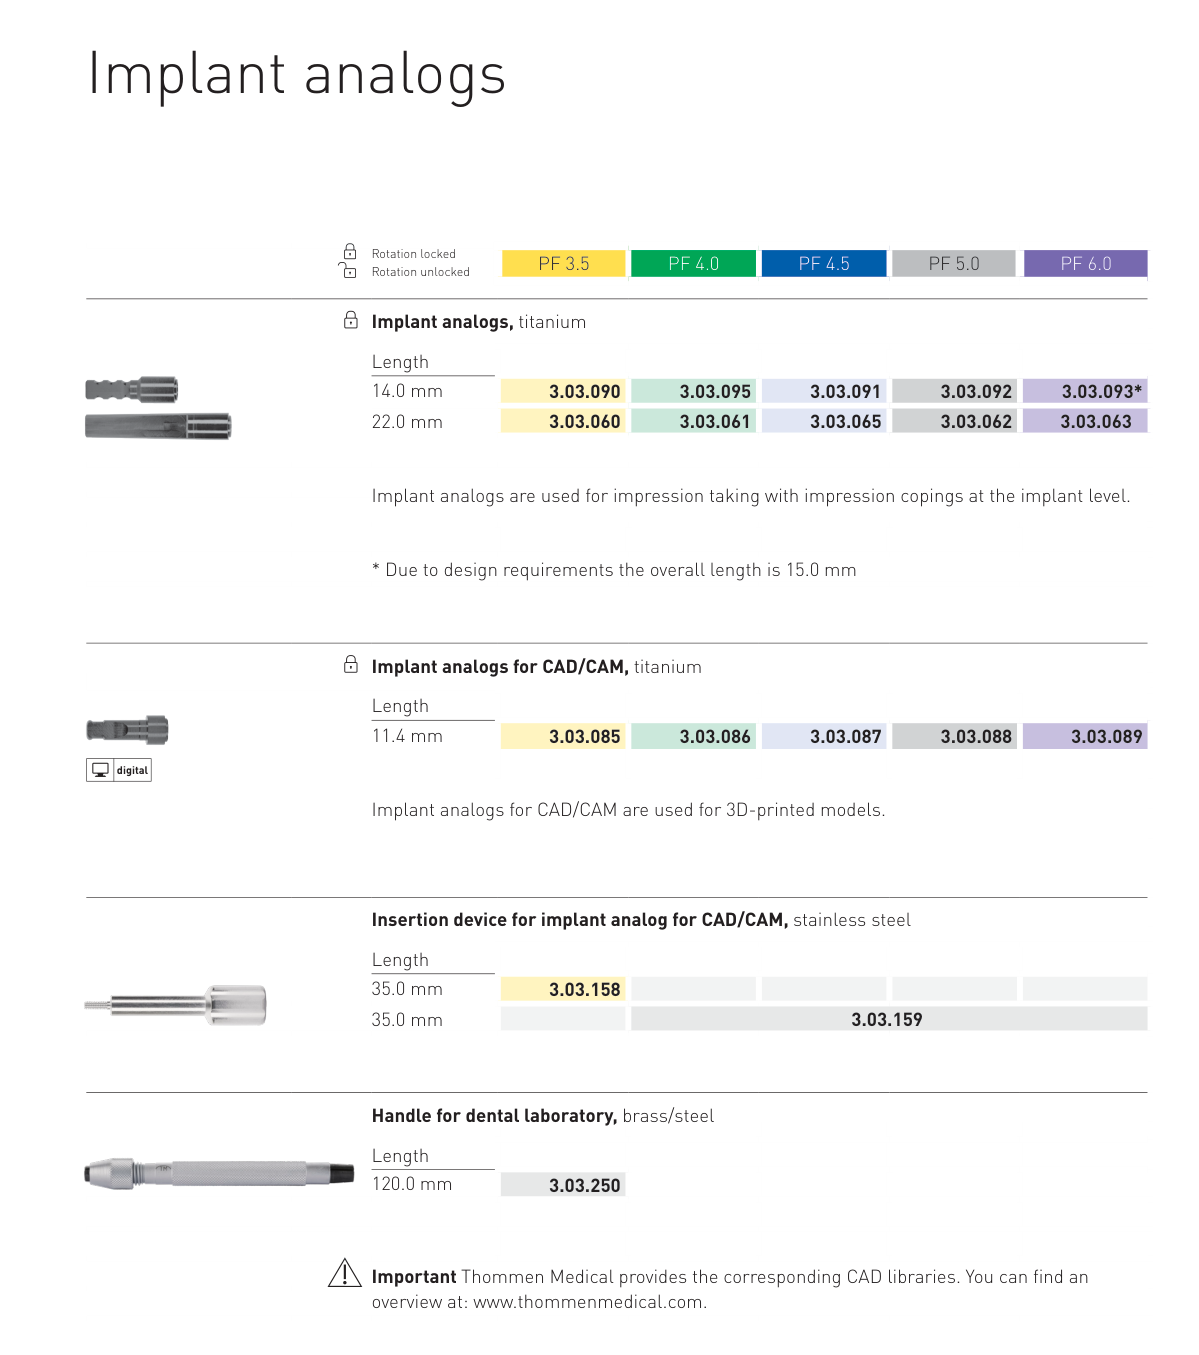 Implant analogs
Rotation locked
Rotation unlocked
PF 3.5 PF 4.0 PF 4.5 PF 5.0 PF 6.0
Implant analogs, titanium
Length
14.0 mm 3.03.090 3.03.095 3.03.091 3.03.092 3.03.093*
22.0 mm 3.03.060 3.03.061 3.03.065 3.03.062 3.03.063
Implant analogs are used for impression taking with impression copings at the implant level.
* Due to design requirements the overall length is 15.0 mm
Implant analogs for CAD/CAM, titanium
Length
11.4 mm 3.03.085 3.03.086 3.03.087 3.03.088 3.03.089
digital
Implant analogs for CAD/CAM are used for 3D-printed models.
Insertion device for implant analog for CAD/CAM, stainless steel
Length
35.0 mm 3.03.158
35.0 mm 3.03.159
Handle for dental laboratory, brass/steel
Length
120.0 mm 3.03.250
Important Thommen Medical provides the corresponding CAD libraries. You can find an
overview at: www.thommenmedical.com.